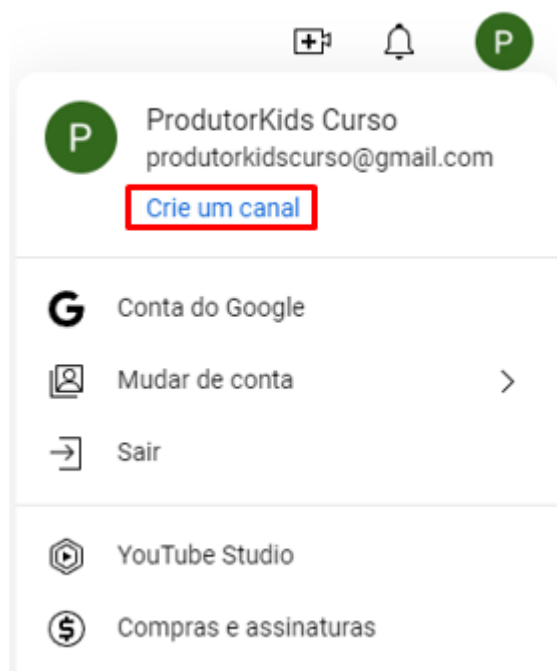 P
P
ProdutorKids Curso
produtorkidscurso@gmail.com
Crie um canal
Conta do Google
Mudar de conta
Sair
YouTube Studio
Compras e assinaturas